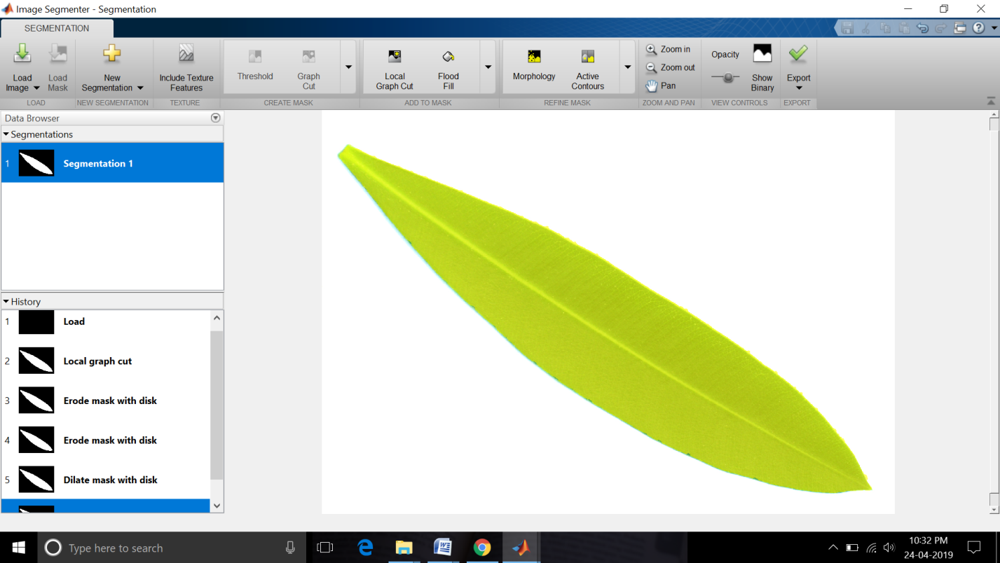 Image Segmenter - Segmentation
SEGMENTATION
Load
Image
Load
Mask
New
Segmentation
Include Texture
Features
Threshold
Graph
Cut
Local
Graph Cut
Flood
Fill
Morphology
Active
Contours
Zoom in
Zoom out
Pan
Opacity
Show
Binary
Export
LOAD
NEW SEGMENTATION
TEXTURE
CREATE MASK
ADD TO MASK
REFINE MASK
ZOOM AND PAN
VIEW CONTROLS
EXPORT
Data Browser
Segmentations
1 Segmentation 1
History
1 Load
2 Local graph cut
3 Erode mask with disk
4 Erode mask with disk
5 Dilate mask with disk
Type here to search
10:32 PM
24-04-2019